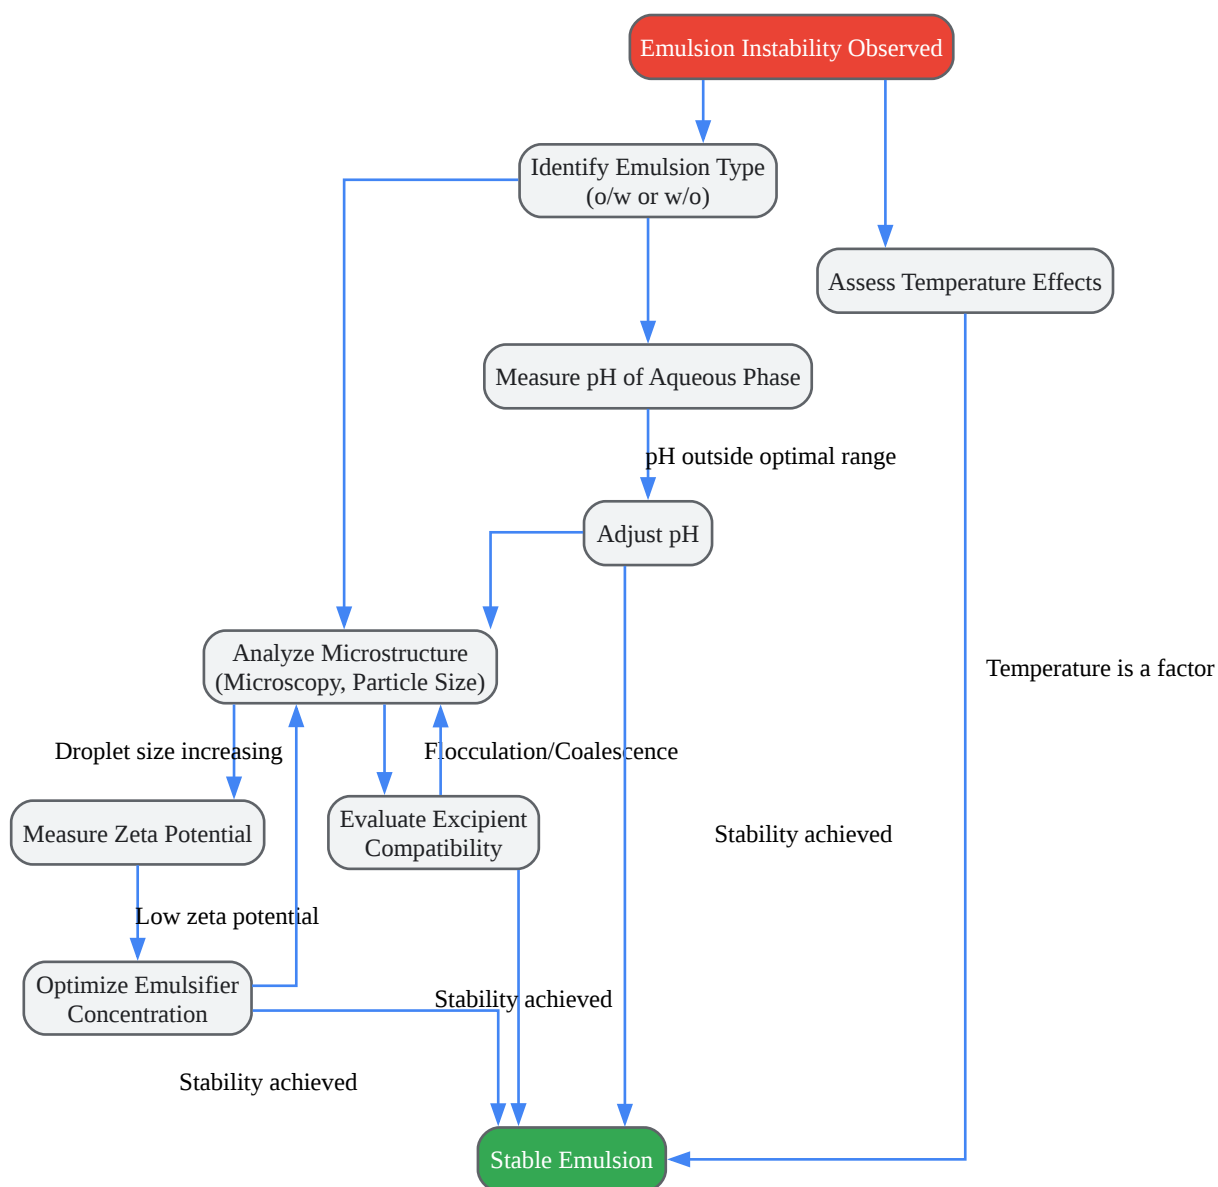 Emulsion Instability Observed
Identify Emulsion Type
(o/w or w/o)
Assess Temperature Effects
Measure pH of Aqueous Phase
pH outside optimal range
Adjust pH
Analyze Microstructure
(Microscopy, Particle Size)
Temperature is a factor
Droplet size increasing
Flocculation/Coalescence
Measure Zeta Potential
Evaluate Excipient
Compatibility
Stability achieved
Low zeta potential
Optimize Emulsifier
Concentration
Stability achieved
Stability achieved
Stable Emulsion